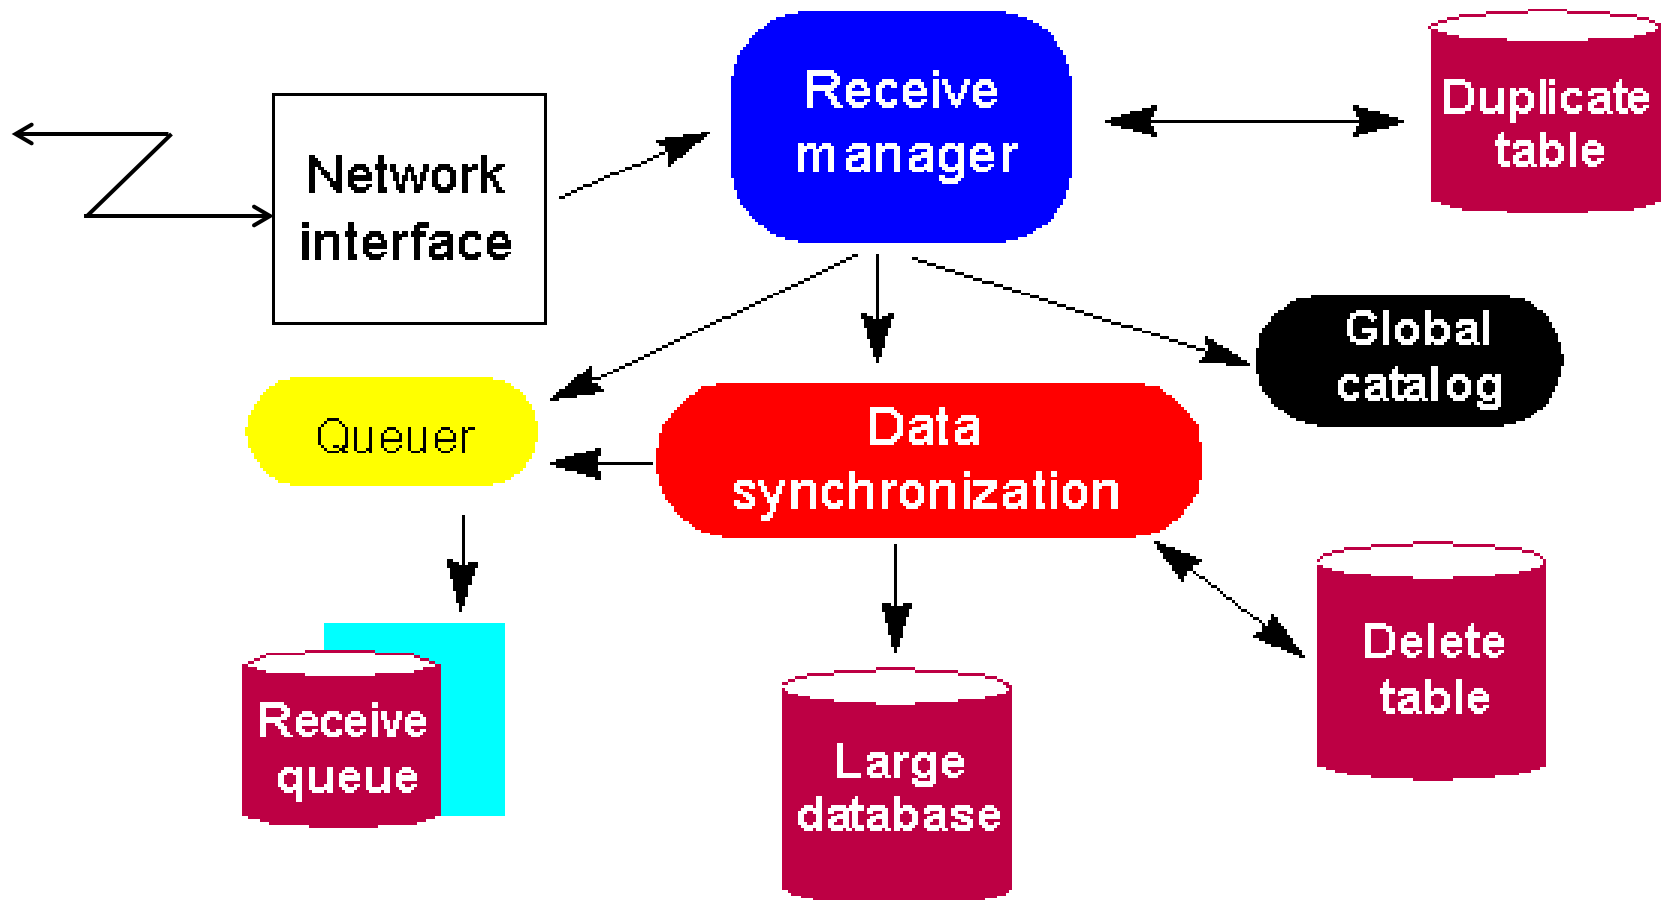 Receive
manager
Duplicate
table
Network
interface
Global
catalog
Queuer
Data
synchronization
Delete
table
Receive
queue
Large
database